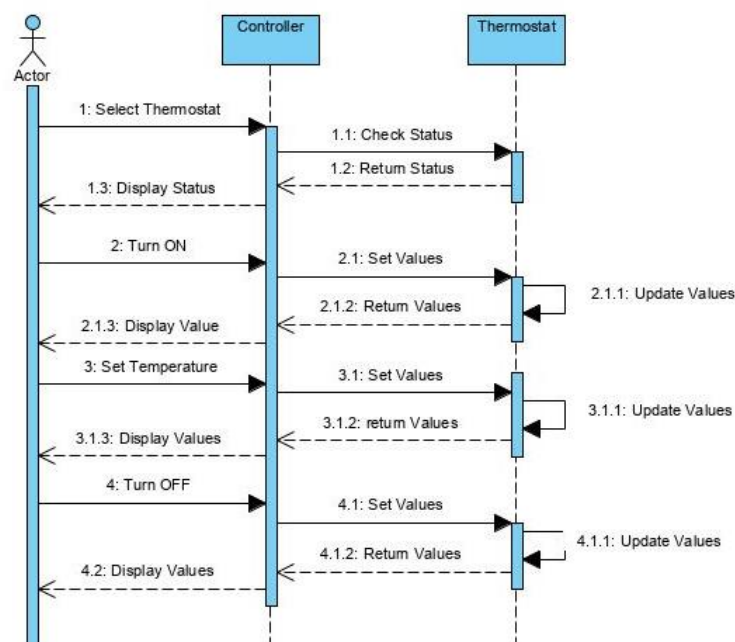 Controller
Thermostat
Actor
1: Select Thermostat
1.1: Check Status
1.2: Return Status
1.3: Display Status
2: Turn ON
2.1: Set Values
2.1.1: Update Values
2.1.2: Return Values
2.1.3: Display Value
3: Set Temperature
3.1: Set Values
3.1.1: Update Values
3.1.2: return Values
3.1.3: Display Values
4: Turn OFF
4.1: Set Values
4.1.1: Update Values
4.1.2: Return Values
4.2: Display Values